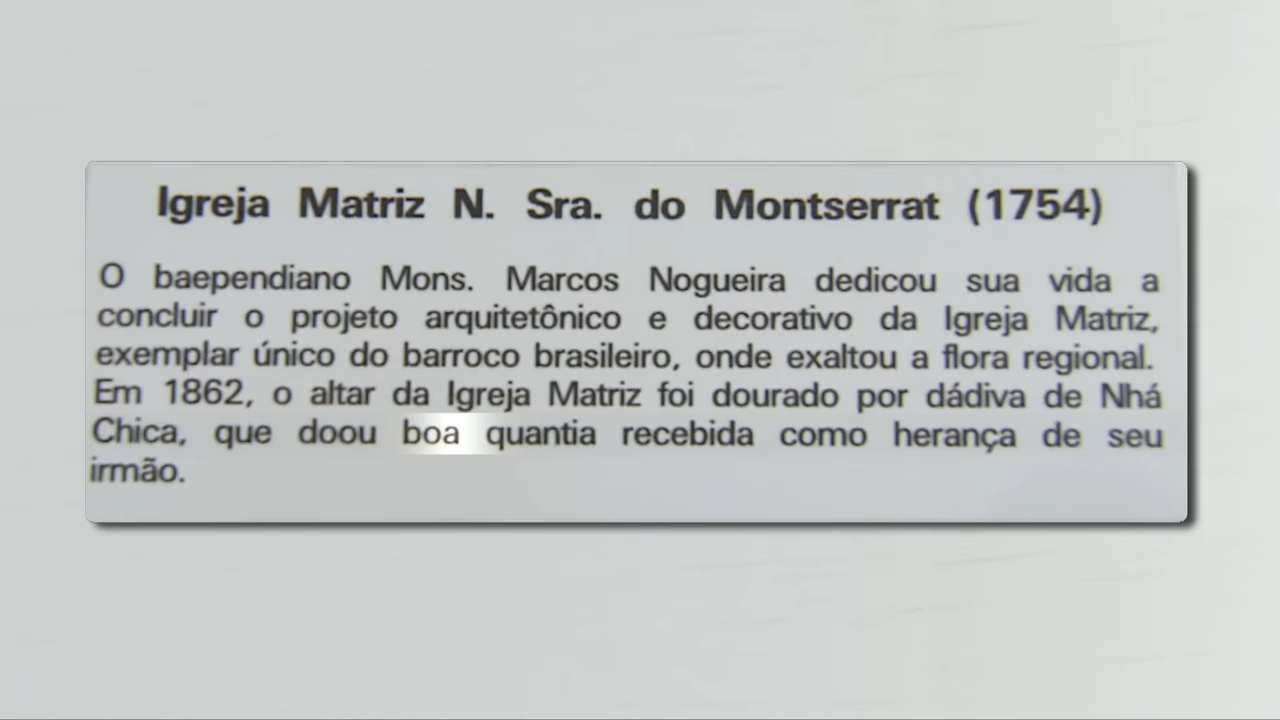 Igreja Matriz N. Sra. do Montserrat (1754)
O baependiano Mons. Marcos Nogueira dedicou sua vida a
concluir o projeto arquitetônico e decorativo da Igreja Matriz,
exemplar único do barroco brasileiro, onde exaltou a flora regional.
Em 1862, o altar da Igreja Matriz foi dourado por dádiva de Nhá
Chica, que doou boa quantia recebida como herança de seu
irmão.